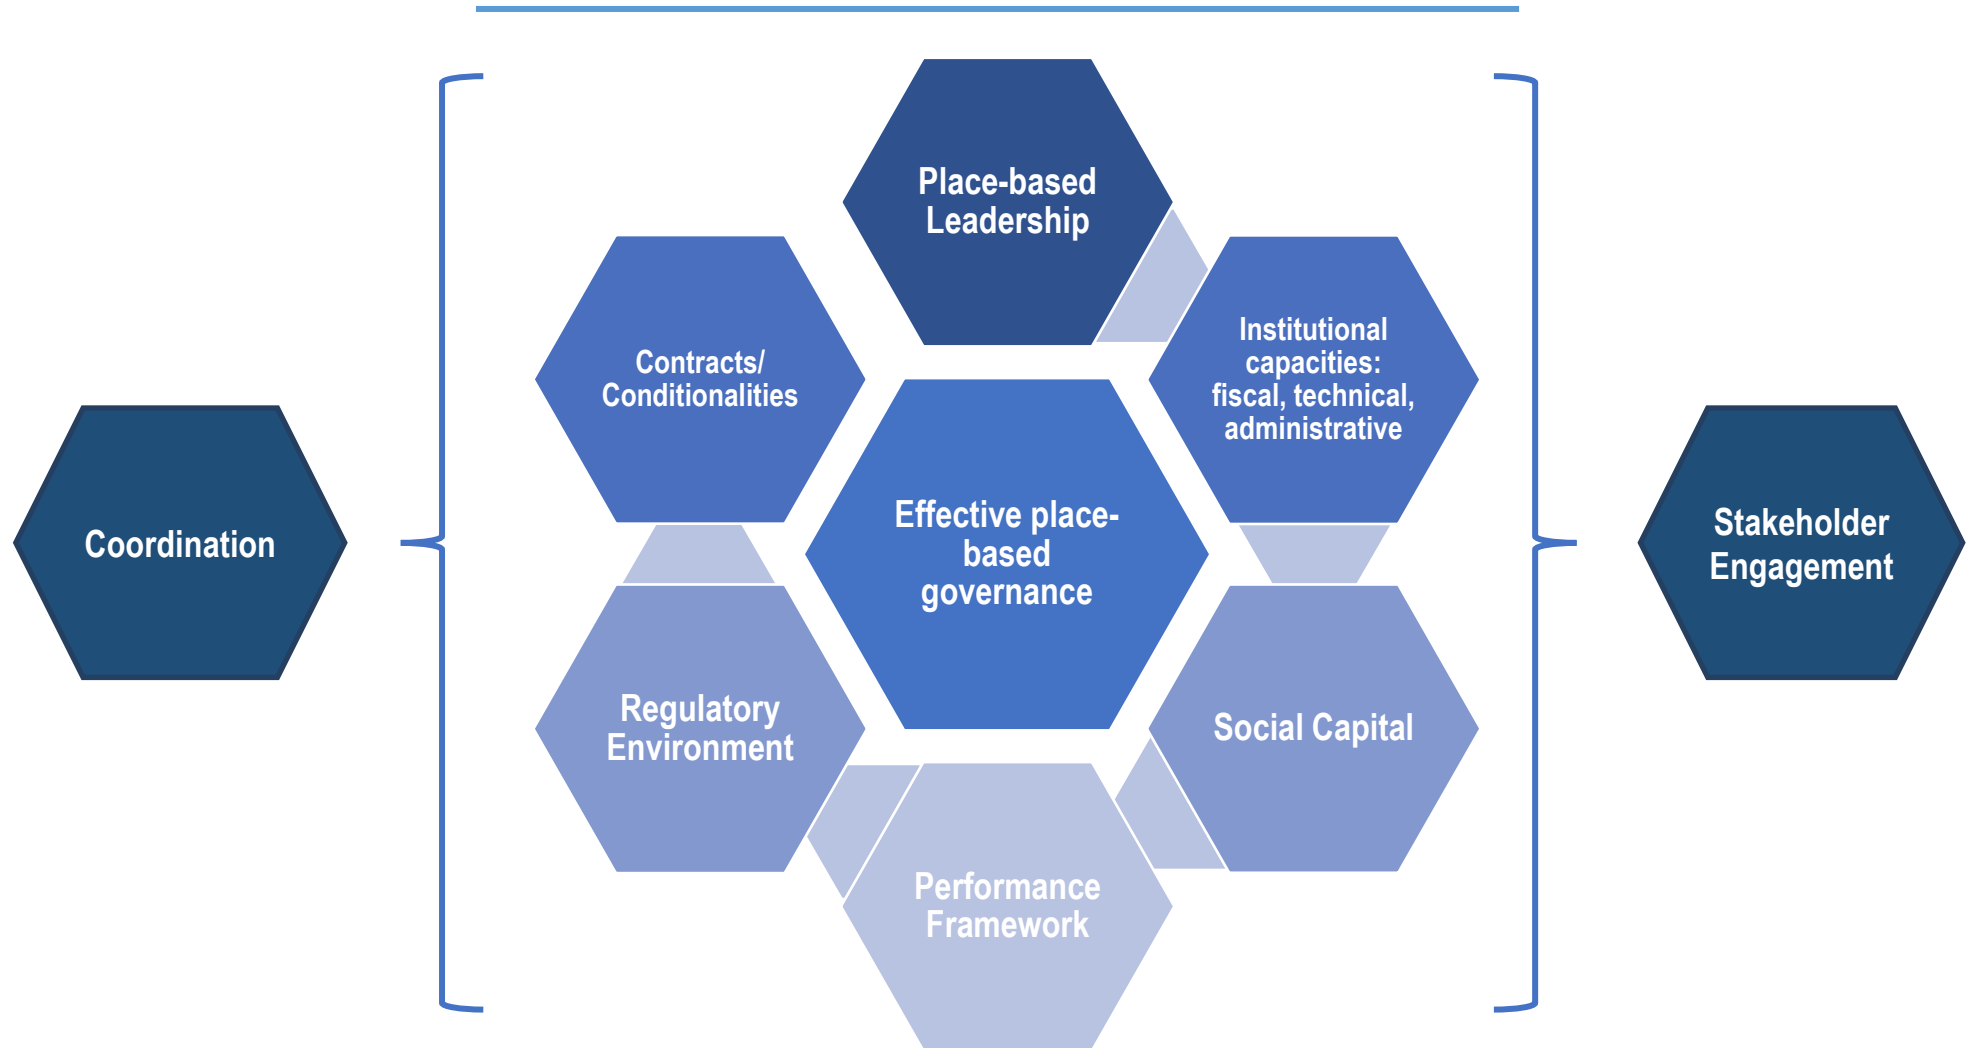 Place-based
Leadership
Contracts/
Conditionalities
Institutional
capacities:
fiscal, technical,
administrative
Coordination
Effective place-
based
governance
Stakeholder
Engagement
Regulatory
Environment
Social Capital
Performance
Framework